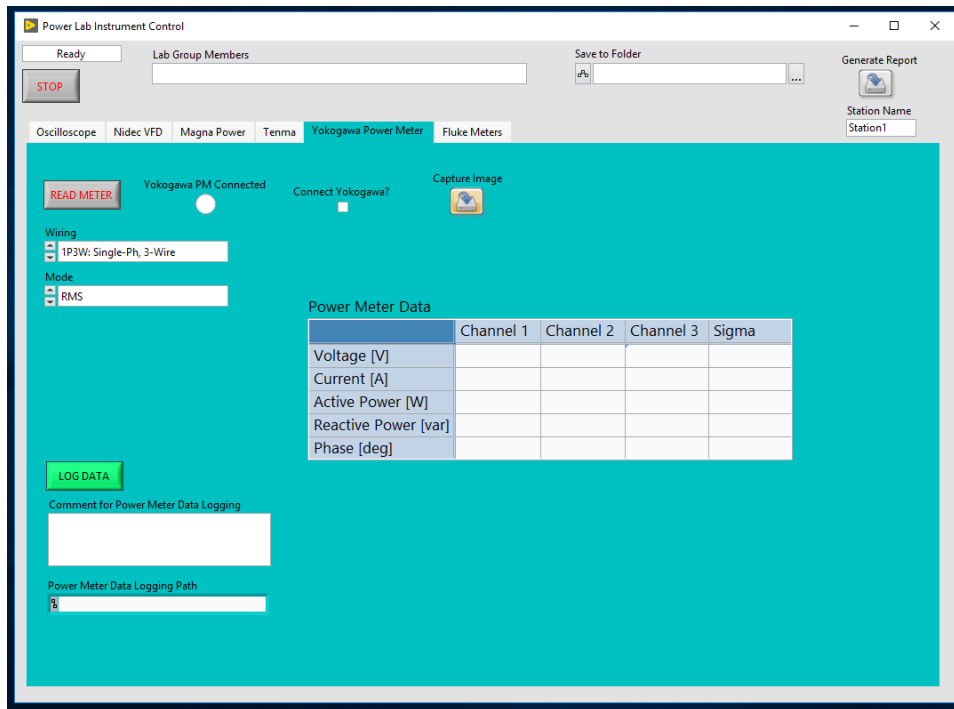 Power Lab Instrument Control
Ready
Lab Group Members
Save to Folder
Generate Report
STOP
...
Station Name
Station1
Oscilloscope Nidec VFD Magna Power Tenma Yokogawa Power Meter Fluke Meters
READ METER
Yokogawa PM Connected
Connect Yokogawa?
Capture Image
Wiring
1P3W: Single-Ph, 3-Wire
Mode
RMS
Power Meter Data
Channel 1 Channel 2 Channel 3 Sigma
Voltage [V]
Current [A]
Active Power [W]
Reactive Power [var]
Phase [deg]
LOG DATA
Comment for Power Meter Data Logging
Power Meter Data Logging Path